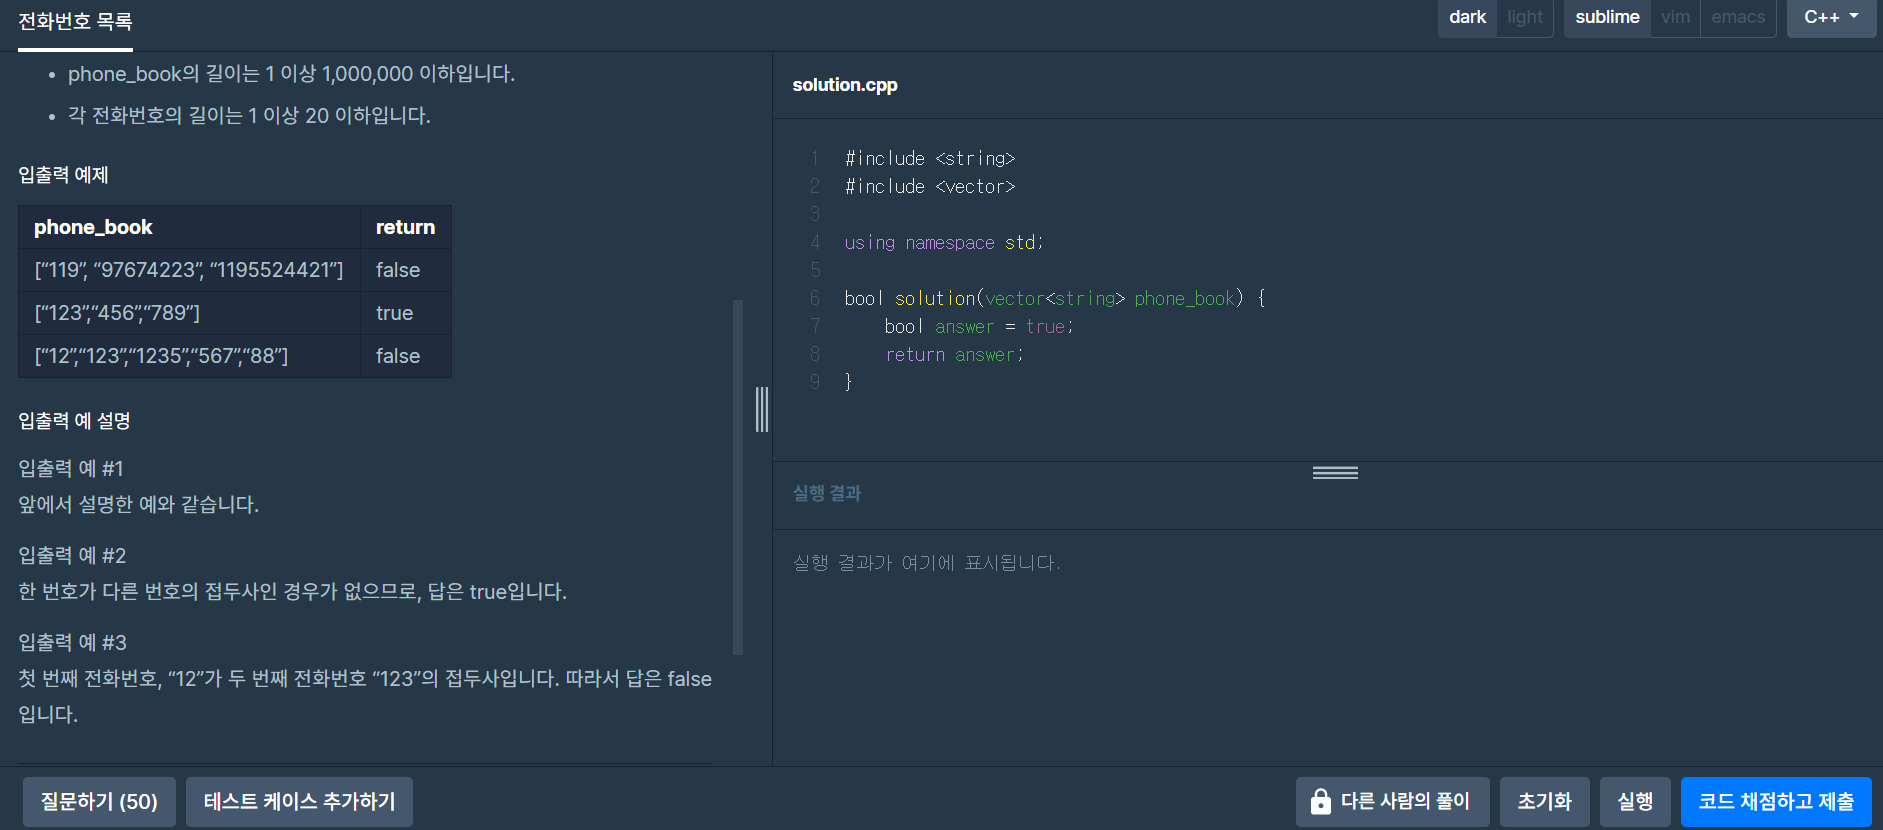 전화번호 목록
dark light sublime vim emacs C++
phone_book의 길이는 1 이상 1,000,000 이하입니다.
각 전화번호의 길이는 1 이상 20 이하입니다.
입출력 예제
phone_book return
[“119”, “97674223”, “1195524421”] false
[“123”,“456”,“789”] true
[“12”,“123”,“1235”,“567”,“88”] false
입출력 예 설명
입출력 예 #1
앞에서 설명한 예와 같습니다.
입출력 예 #2
한 번호가 다른 번호의 접두사인 경우가 없으므로, 답은 true입니다.
입출력 예 #3
첫 번째 전화번호, “12”가 두 번째 전화번호 “123”의 접두사입니다. 따라서 답은 false
입니다.
solution.cpp
1 #include <string>
2 #include <vector>
3
4 using namespace std;
5
6 bool solution(vector<string> phone_book) {
7     bool answer = true;
8     return answer;
9 }
실행 결과
실행 결과가 여기에 표시됩니다.
질문하기 (50) 테스트 케이스 추가하기 다른 사람의 풀이 초기화 실행 코드 채점하고 제출